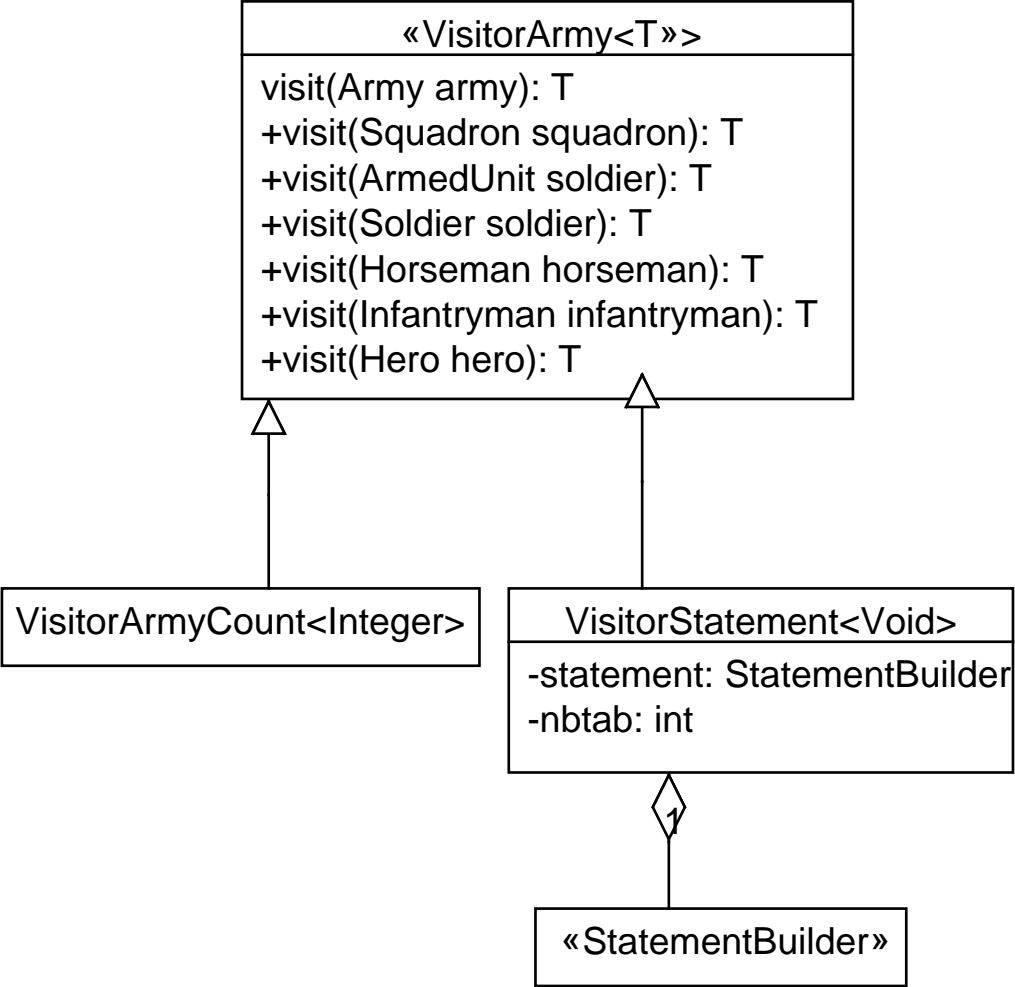 «VisitorArmy<T»>
visit(Army army): T
+visit(Squadron squadron): T
+visit(ArmedUnit soldier): T
+visit(Soldier soldier): T
+visit(Horseman horseman): T
+visit(Infantryman infantryman): T
+visit(Hero hero): T
VisitorArmyCount<Integer>
VisitorStatement<Void>
-statement: StatementBuilder
-nbtab: int
1
«StatementBuilder»